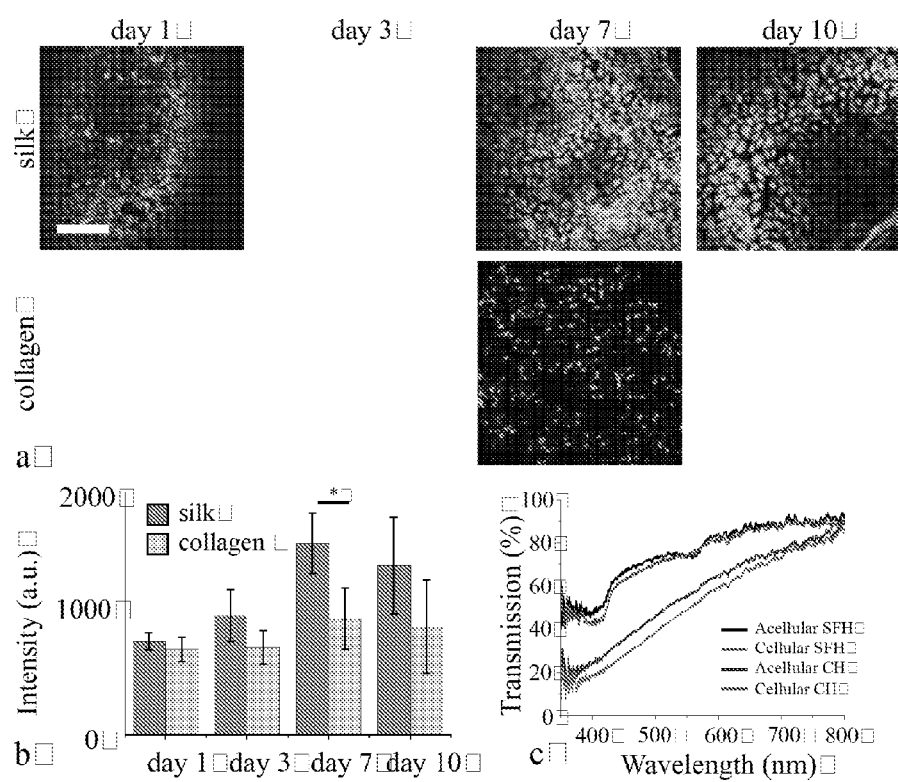 day 1 day 3 day 7 day 10
silk
collagen
a
2000
1000
0
Intensity (a.u.)
silk
collagen
*
day 1 day 3 day 7 day 10
b
100
80
60
40
20
0
Transmission (%)
Acellular SFH
Cellular SFH
Acellular CH
Cellular CH
400 500 600 700 800
Wavelength (nm)
c